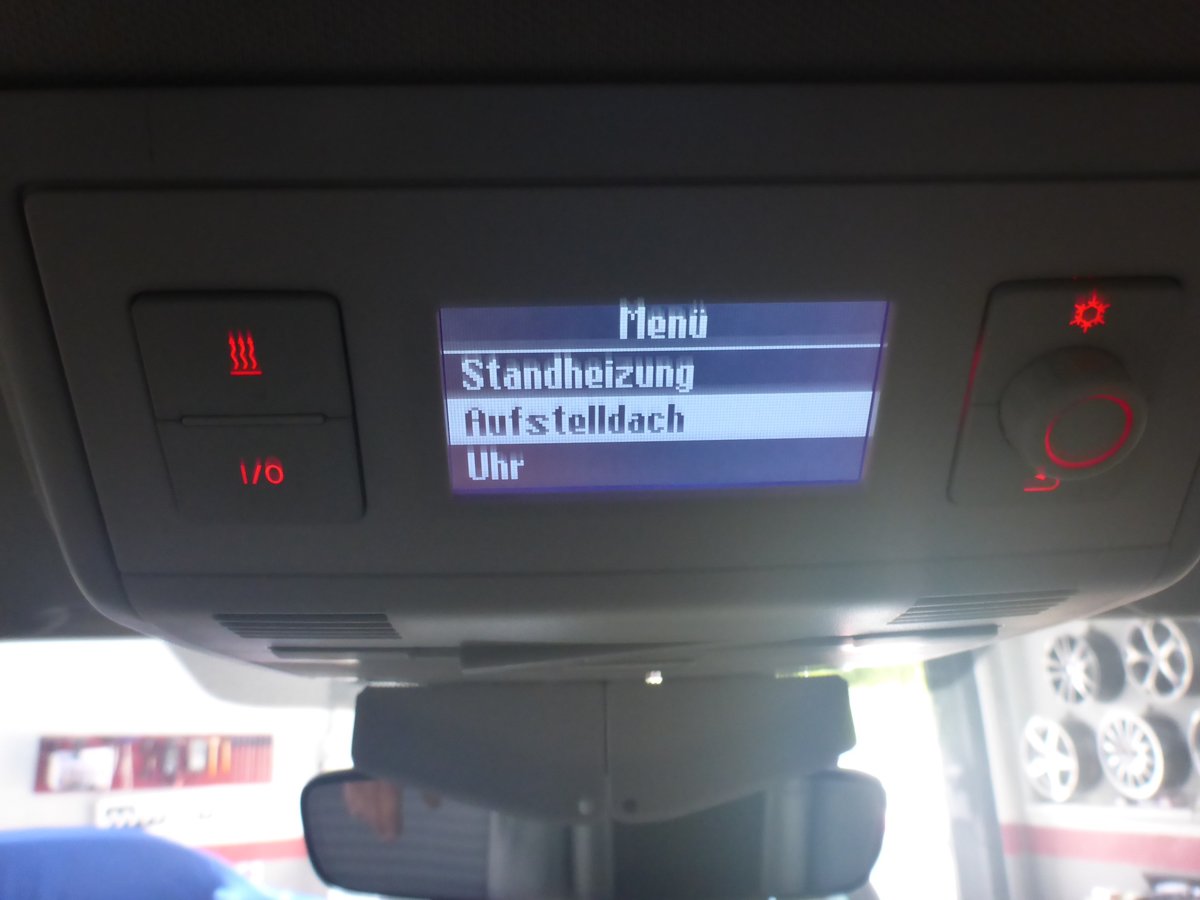 Menü
Standheizung
Aufstelldach
Uhr
I/O